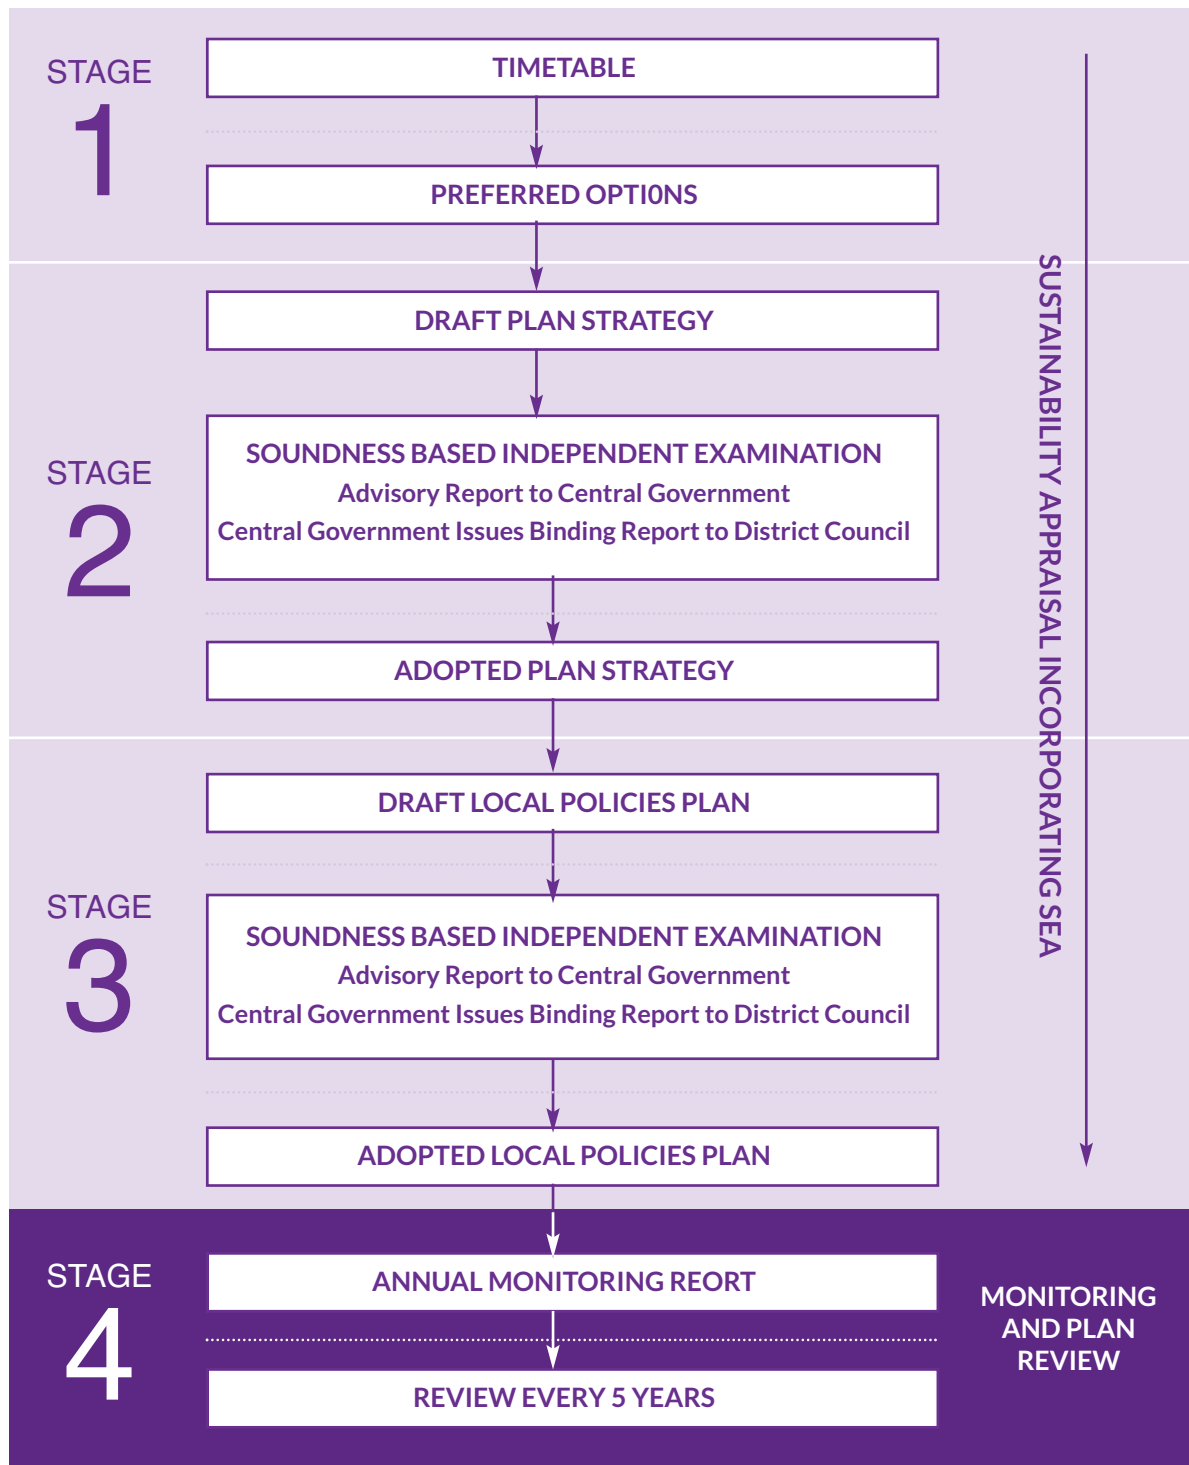 STAGE
1
TIMETABLE
PREFERRED OPTI0NS
STAGE
2
DRAFT PLAN STRATEGY
SOUNDNESS BASED INDEPENDENT EXAMINATION
Advisory Report to Central Government
Central Government Issues Binding Report to District Council
ADOPTED PLAN STRATEGY
STAGE
3
DRAFT LOCAL POLICIES PLAN
SOUNDNESS BASED INDEPENDENT EXAMINATION
Advisory Report to Central Government
Central Government Issues Binding Report to District Council
ADOPTED LOCAL POLICIES PLAN
SUSTAINABILITY APPRAISAL INCORPORATING SEA
STAGE
4
ANNUAL MONITORING REORT
REVIEW EVERY 5 YEARS
MONITORING
AND PLAN
REVIEW